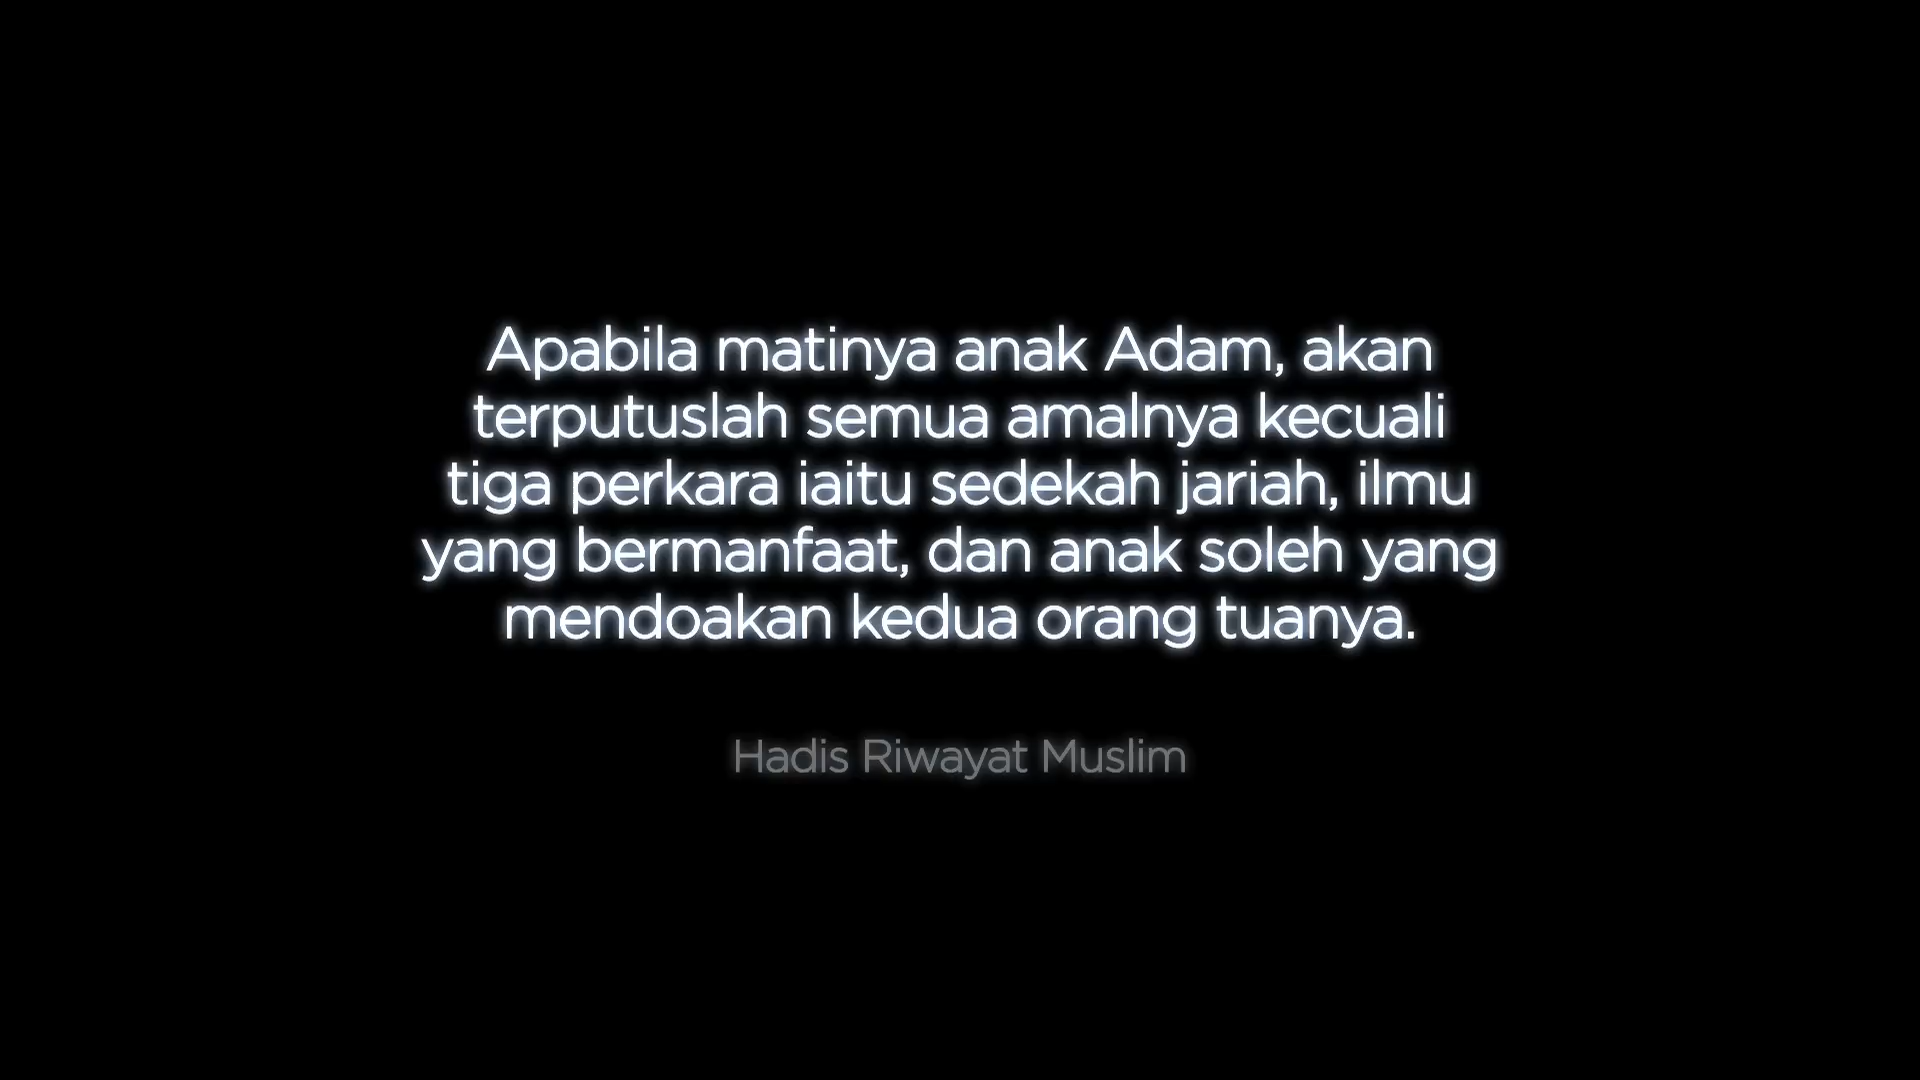 Apabila matinya anak Adam, akan
terputuslah semua amalnya kecuali
tiga perkara iaitu sedekah jariah, ilmu
yang bermanfaat, dan anak soleh yang
mendoakan kedua orang tuanya.
Hadis Riwayat Muslim